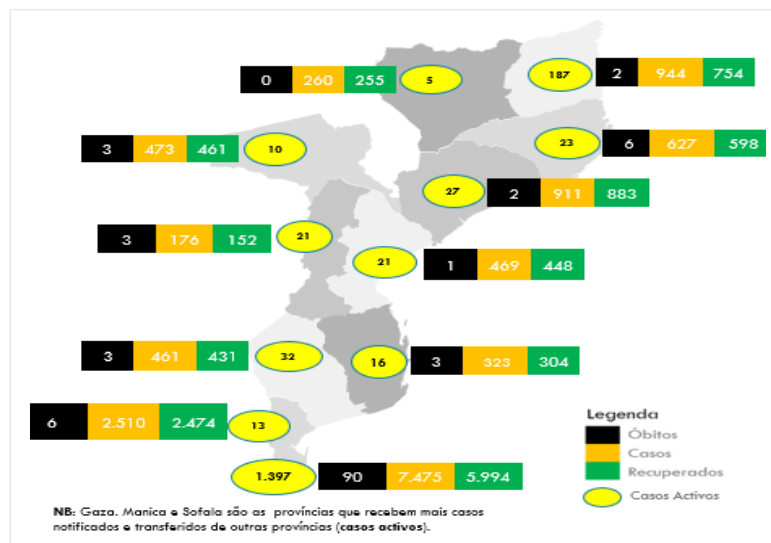 0 260 255 5
187 2 944 754
3 473 461 10
23 6 627 598
27 2 911 883
3 176 152 21
21 1 469 448
3 461 431 32
16 3 323 304
6 2.510 2.474 13
1.397 90 7.475 5.994
Legenda
Óbitos
Casos
Recuperados
Casos Activos
NB: Gaza, Manica e Sofala são as províncias que recebem mais casos
notificados e transferidos de outras províncias (casos activos).